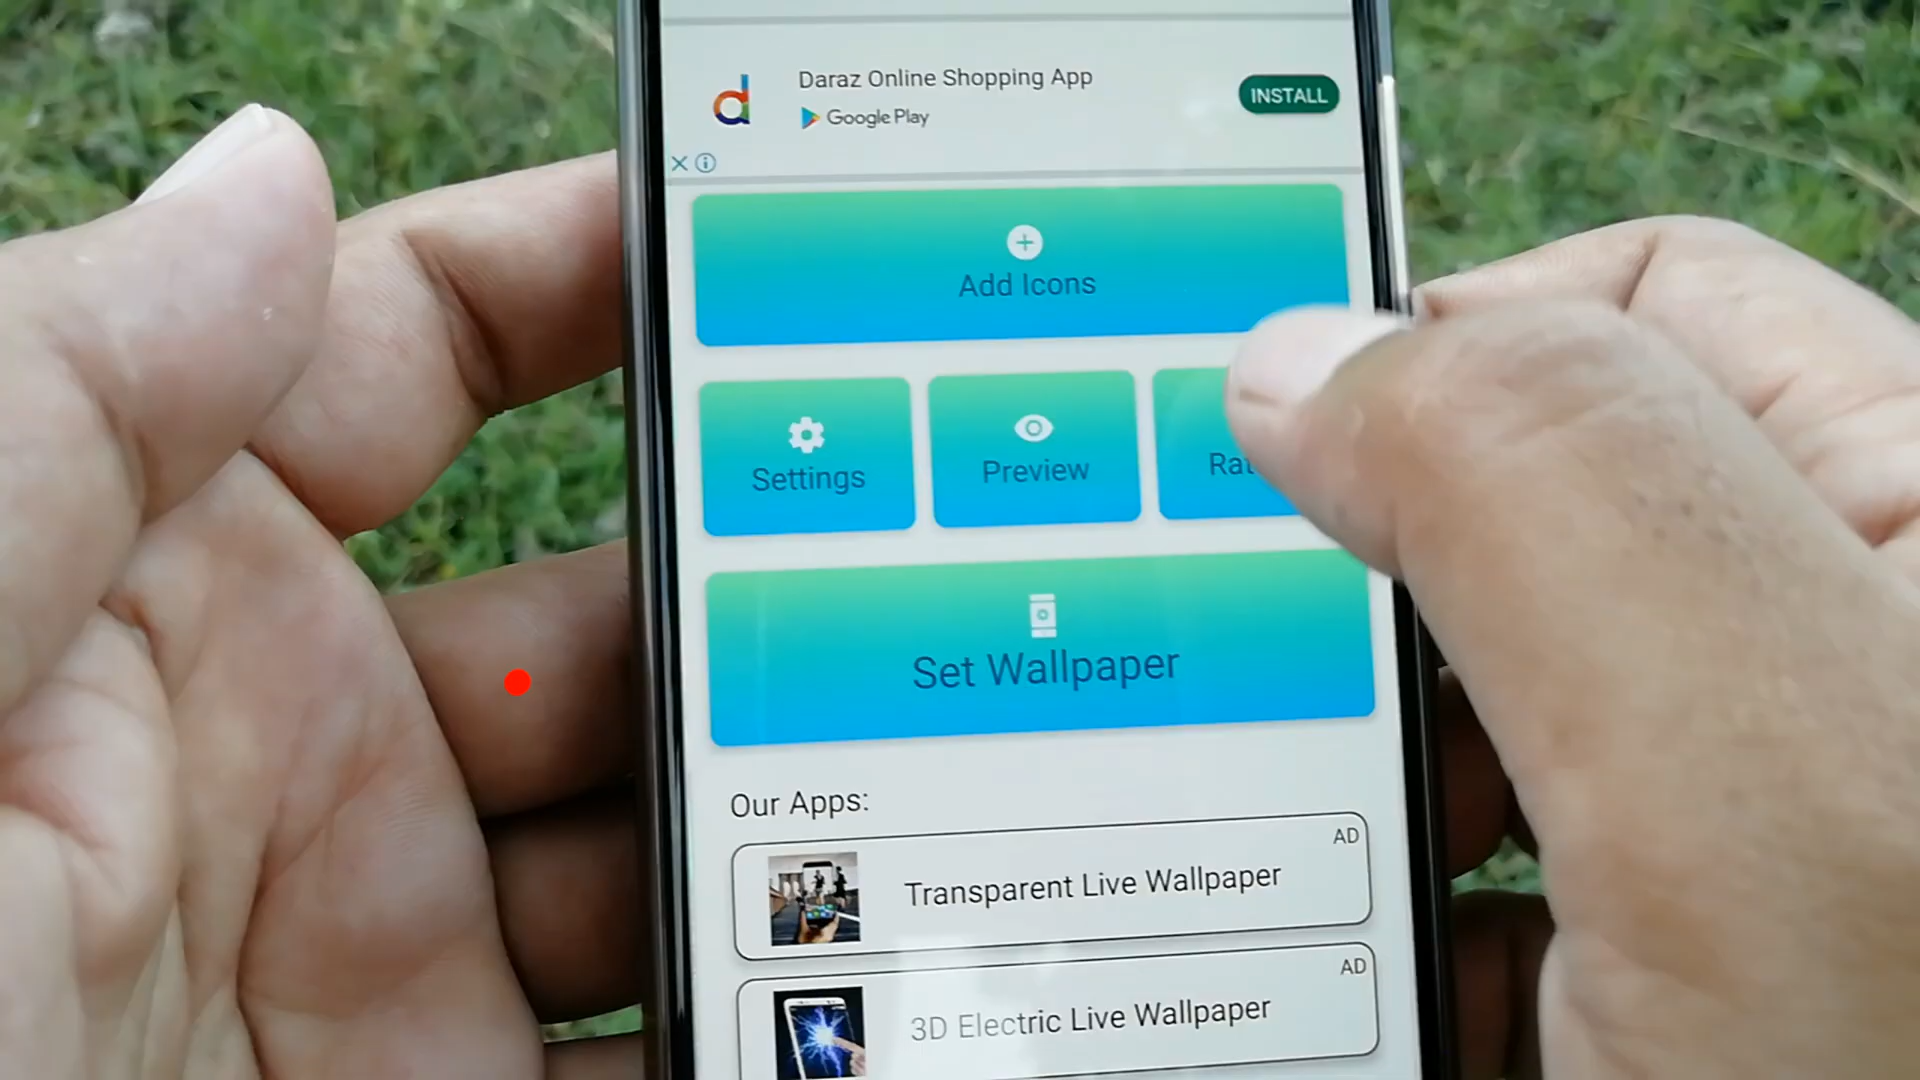 Daraz Online Shopping App
Google Play
INSTALL
Add Icons
Settings
Preview
Set Wallpaper
Our Apps:
AD
Transparent Live Wallpaper
AD
3D Electric Live Wallpaper